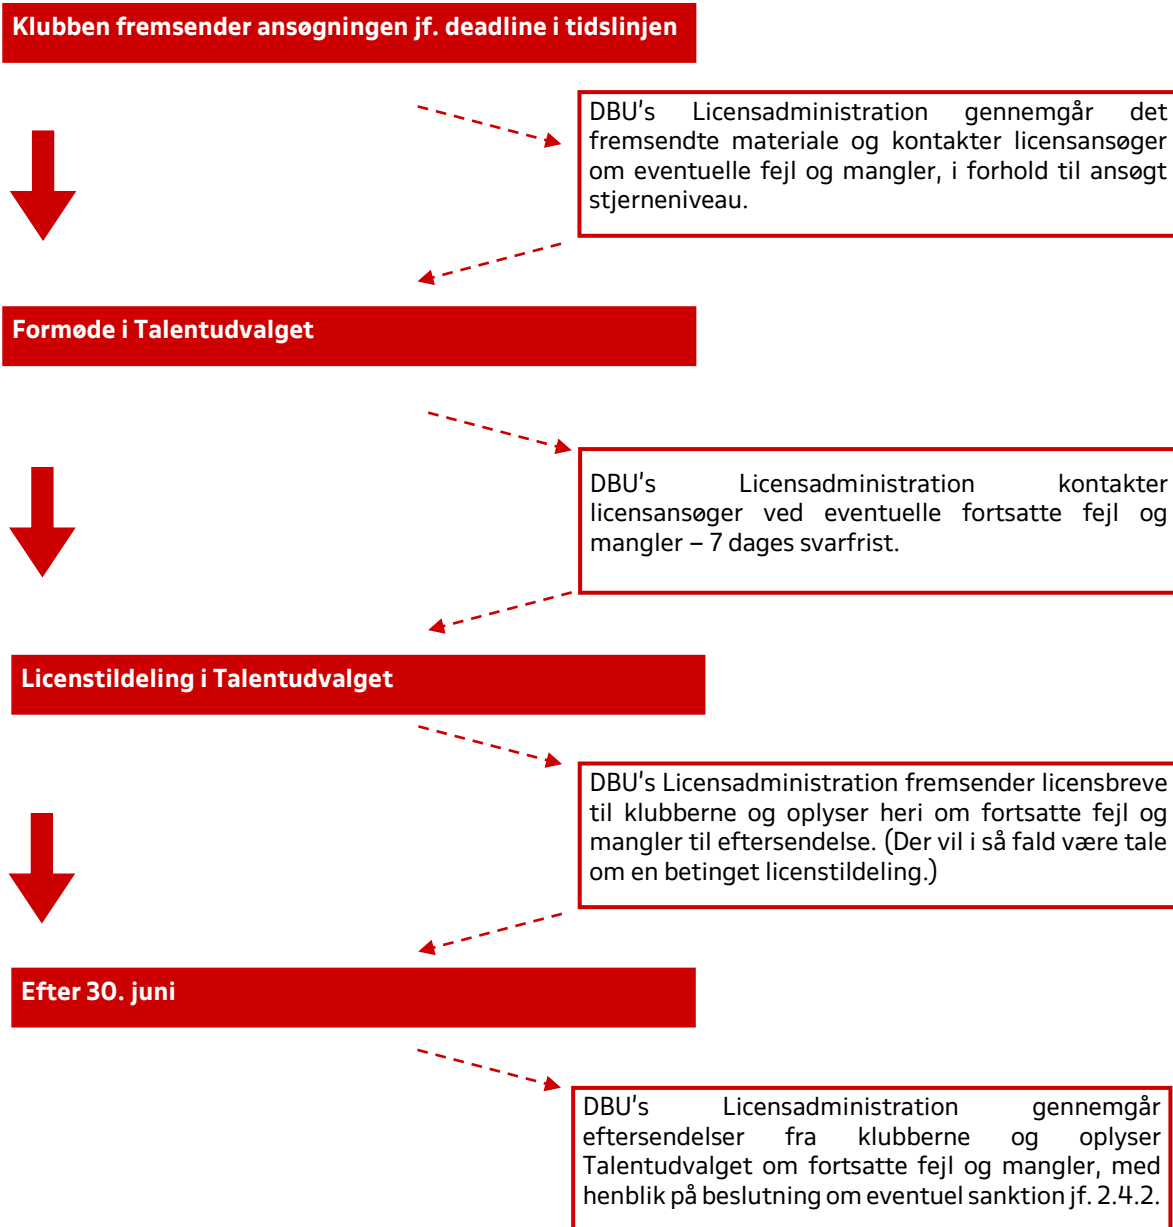 Klubben fremsender ansøgningen jf. deadline i tidslinjen
DBU's Licensadministration gennemgår det
fremsendte materiale og kontakter licensansøger
om eventuelle fejl og mangler, i forhold til ansøgt
stjerneniveau.
Formøde i Talentudvalget
DBU's Licensadministration kontakter
licensansøger ved eventuelle fortsatte fejl og
mangler – 7 dages svarfrist.
Licenstildeling i Talentudvalget
DBU's Licensadministration fremsender licensbreve
til klubberne og oplyser heri om fortsatte fejl og
mangler til eftersendelse. (Der vil i så fald være tale
om en betinget licenstildeling.)
Efter 30. juni
DBU's Licensadministration gennemgår
eftersendelser fra klubberne og oplyser
Talentudvalget om fortsatte fejl og mangler, med
henblik på beslutning om eventuel sanktion jf. 2.4.2.